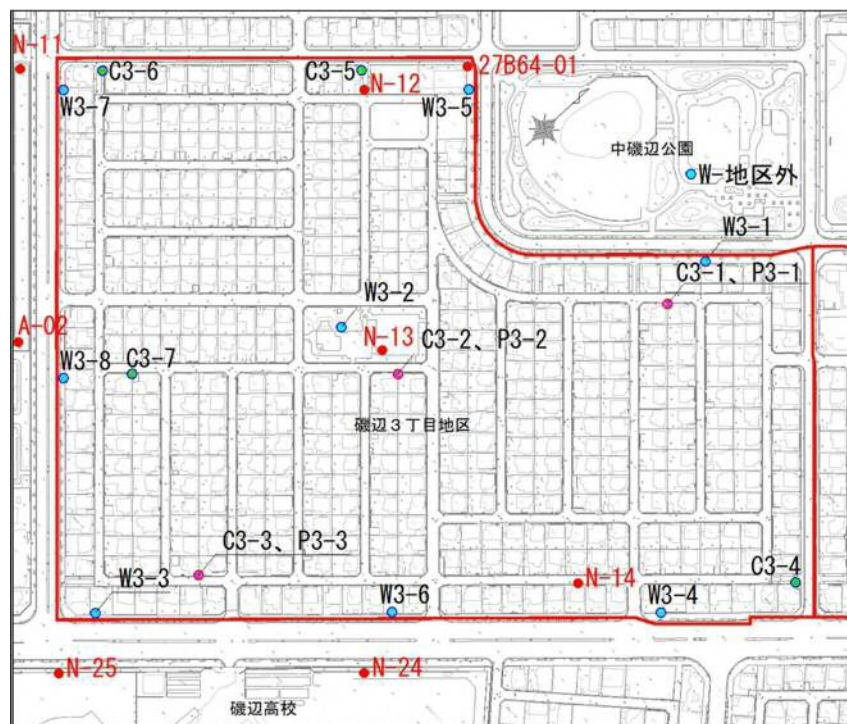 N-11
C3-6
C3-5
27B64-01
N-12
W3-7
W3-5
中磯辺公園
W-地区外
W3-1
C3-1、P3-1
W3-2
A-02
N-13
C3-2、P3-2
W3-8
C3-7
磯辺3丁目地区
C3-3、P3-3
W3-3
W3-6
N-14
C3-4
W3-4
N-25
N-24
磯辺高校